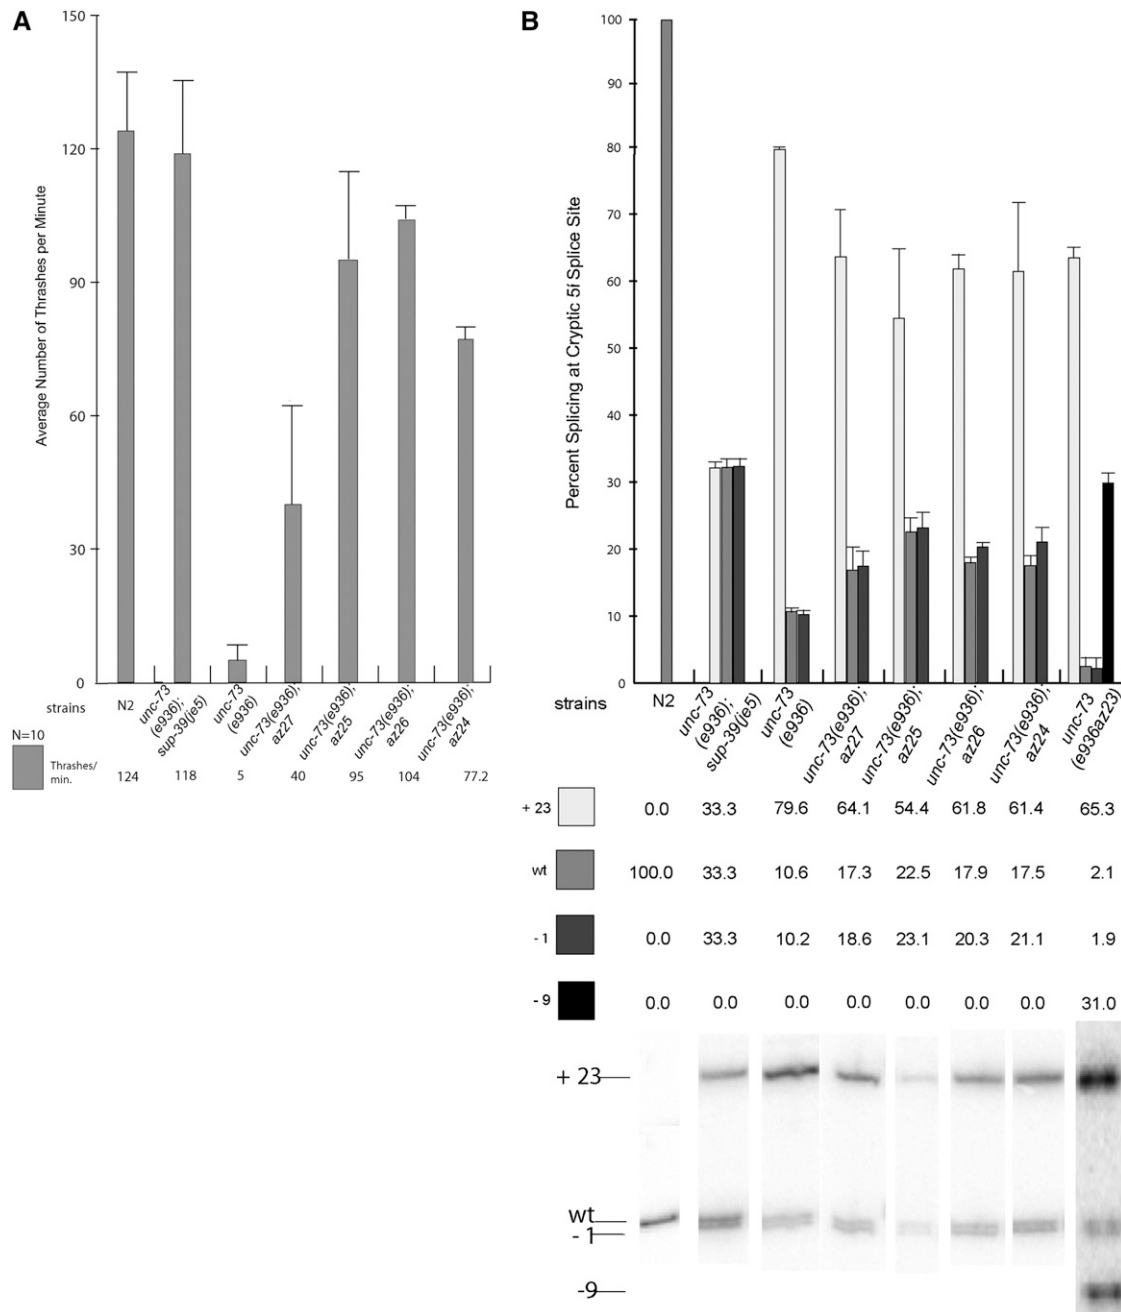 A
B
150
120
90
60
30
0
Average Number of Thrashes per Minute
strains
N2
unc-73
(e936);
sup-39(je5)
unc-73
(e936)
unc-73(e936);
az27
unc-73(e936);
az25
unc-73(e936);
az26
unc-73(e936);
az24
N=10
Thrashes/
min.
124 118 5 40 95 104 77.2
100
90
80
70
60
50
40
30
20
10
0
Percent Splicing at Cryptic 5í Splice Site
strains
N2
unc-73
(e936);
sup-39(je5)
unc-73
(e936)
unc-73(e936);
az27
unc-73(e936);
az25
unc-73(e936);
az26
unc-73(e936);
az24
unc-73
(e936az23)
+ 23 0.0 33.3 79.6 64.1 54.4 61.8 61.4 65.3
wt 100.0 33.3 10.6 17.3 22.5 17.9 17.5 2.1
- 1 0.0 33.3 10.2 18.6 23.1 20.3 21.1 1.9
- 9 0.0 0.0 0.0 0.0 0.0 0.0 0.0 31.0
+ 23
wt
- 1
-9